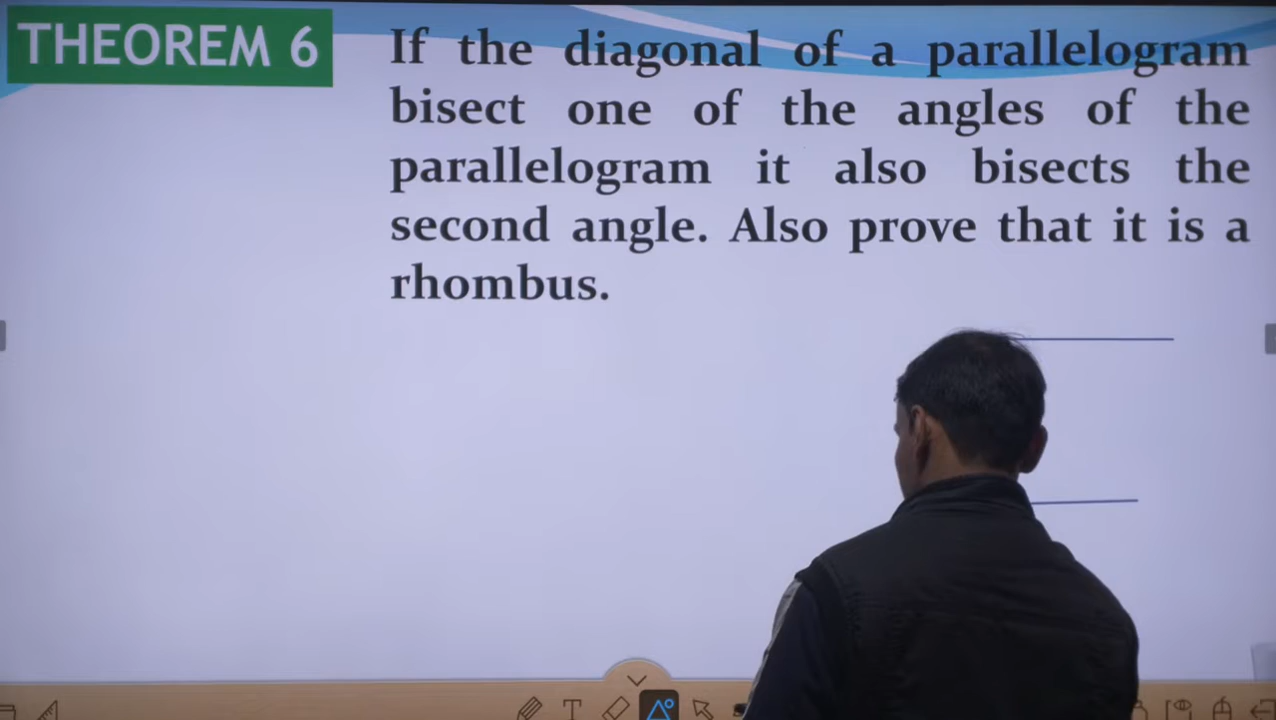 THEOREM 6
If the diagonal of a parallelogram
bisect one of the angles of the
parallelogram it also bisects the
second angle. Also prove that it is a
rhombus.
T